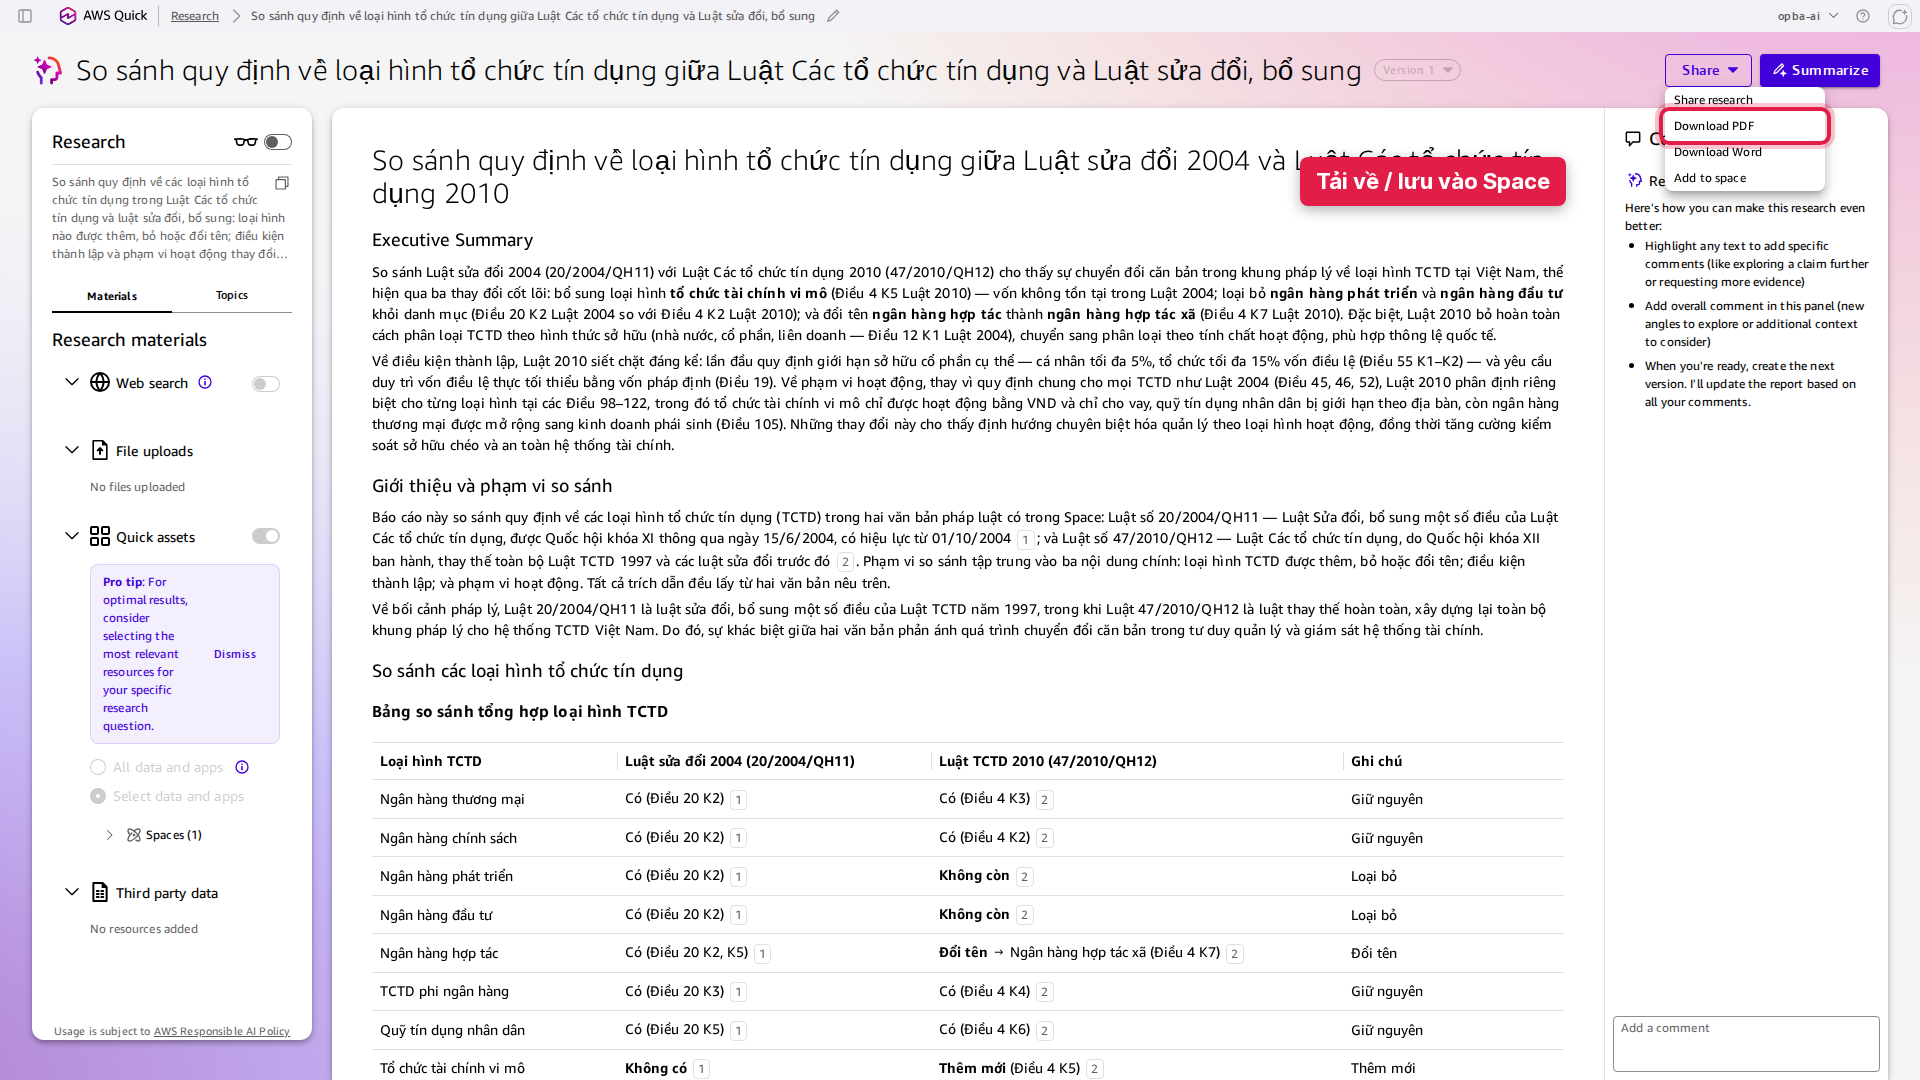 AWS Quick
Research
So sánh quy định về loại hình tổ chức tín dụng giữa Luật Các tổ chức tín dụng và Luật sửa đổi, bổ sung
opba-ai
So sánh quy định về loại hình tổ chức tín dụng giữa Luật Các tổ chức tín dụng và Luật sửa đổi, bổ sung
Version 1
Share
Summarize
Share research
Download PDF
Download Word
Add to space
Tải về / lưu vào Space
Research
So sánh quy định về các loại hình tổ
chức tín dụng trong Luật Các tổ chức
tín dụng và luật sửa đổi, bổ sung: loại hình
nào được thêm, bỏ hoặc đổi tên; điều kiện
thành lập và phạm vi hoạt động thay đổi...
Materials
Topics
Research materials
Web search
File uploads
No files uploaded
Quick assets
Pro tip: For
optimal results,
consider
selecting the
most relevant
resources for
your specific
research
question.
Dismiss
All data and apps
Select data and apps
Spaces (1)
Third party data
No resources added
Usage is subject to AWS Responsible AI Policy
So sánh quy định về loại hình tổ chức tín dụng giữa Luật sửa đổi 2004 và Luật Các tổ chức tín
dụng 2010
Executive Summary
So sánh Luật sửa đổi 2004 (20/2004/QH11) với Luật Các tổ chức tín dụng 2010 (47/2010/QH12) cho thấy sự chuyển đổi căn bản trong khung pháp lý về loại hình TCTD tại Việt Nam, thể
hiện qua ba thay đổi cốt lõi: bổ sung loại hình tổ chức tài chính vi mô (Điều 4 K5 Luật 2010) — vốn không tồn tại trong Luật 2004; loại bỏ ngân hàng phát triển và ngân hàng đầu tư
khỏi danh mục (Điều 20 K2 Luật 2004 so với Điều 4 K2 Luật 2010); và đổi tên ngân hàng hợp tác thành ngân hàng hợp tác xã (Điều 4 K7 Luật 2010). Đặc biệt, Luật 2010 bỏ hoàn toàn
cách phân loại TCTD theo hình thức sở hữu (nhà nước, cổ phần, liên doanh — Điều 12 K1 Luật 2004), chuyển sang phân loại theo tính chất hoạt động, phù hợp thông lệ quốc tế.
Về điều kiện thành lập, Luật 2010 siết chặt đáng kể: lần đầu quy định giới hạn sở hữu cổ phần cụ thể — cá nhân tối đa 5%, tổ chức tối đa 15% vốn điều lệ (Điều 55 K1–K2) — và yêu cầu
duy trì vốn điều lệ thực tối thiểu bằng vốn pháp định (Điều 19). Về phạm vi hoạt động, thay vì quy định chung cho mọi TCTD như Luật 2004 (Điều 45, 46, 52), Luật 2010 phân định riêng
biệt cho từng loại hình tại các Điều 98–122, trong đó tổ chức tài chính vi mô chỉ được hoạt động bằng VND và chỉ cho vay, quỹ tín dụng nhân dân bị giới hạn theo địa bàn, còn ngân hàng
thương mại được mở rộng sang kinh doanh phái sinh (Điều 105). Những thay đổi này cho thấy định hướng chuyên biệt hóa quản lý theo loại hình hoạt động, đồng thời tăng cường kiểm
soát sở hữu chéo và an toàn hệ thống tài chính.
Giới thiệu và phạm vi so sánh
Báo cáo này so sánh quy định về các loại hình tổ chức tín dụng (TCTD) trong hai văn bản pháp luật có trong Space: Luật số 20/2004/QH11 — Luật Sửa đổi, bổ sung một số điều của Luật
Các tổ chức tín dụng, được Quốc hội khóa XI thông qua ngày 15/6/2004, có hiệu lực từ 01/10/2004 1 ; và Luật số 47/2010/QH12 — Luật Các tổ chức tín dụng, do Quốc hội khóa XII
ban hành, thay thế toàn bộ Luật TCTD 1997 và các luật sửa đổi trước đó 2 . Phạm vi so sánh tập trung vào ba nội dung chính: loại hình TCTD được thêm, bỏ hoặc đổi tên; điều kiện
thành lập; và phạm vi hoạt động. Tất cả trích dẫn đều lấy từ hai văn bản nêu trên.
Về bối cảnh pháp lý, Luật 20/2004/QH11 là luật sửa đổi, bổ sung một số điều của Luật TCTD năm 1997, trong khi Luật 47/2010/QH12 là luật thay thế hoàn toàn, xây dựng lại toàn bộ
khung pháp lý cho hệ thống TCTD Việt Nam. Do đó, sự khác biệt giữa hai văn bản phản ánh quá trình chuyển đổi căn bản trong tư duy quản lý và giám sát hệ thống tài chính.
So sánh các loại hình tổ chức tín dụng
Bảng so sánh tổng hợp loại hình TCTD
Loại hình TCTD Luật sửa đổi 2004 (20/2004/QH11) Luật TCTD 2010 (47/2010/QH12) Ghi chú
Ngân hàng thương mại Có (Điều 20 K2) 1 Có (Điều 4 K3) 2 Giữ nguyên
Ngân hàng chính sách Có (Điều 20 K2) 1 Có (Điều 4 K2) 2 Giữ nguyên
Ngân hàng phát triển Có (Điều 20 K2) 1 Không còn 2 Loại bỏ
Ngân hàng đầu tư Có (Điều 20 K2) 1 Không còn 2 Loại bỏ
Ngân hàng hợp tác Có (Điều 20 K2, K5) 1 Đổi tên → Ngân hàng hợp tác xã (Điều 4 K7) 2 Đổi tên
TCTD phi ngân hàng Có (Điều 20 K3) 1 Có (Điều 4 K4) 2 Giữ nguyên
Quỹ tín dụng nhân dân Có (Điều 20 K5) 1 Có (Điều 4 K6) 2 Giữ nguyên
Tổ chức tài chính vi mô Không có 1 Thêm mới (Điều 4 K5) 2 Thêm mới
Here's how you can make this research even
better:
Highlight any text to add specific
comments (like exploring a claim further
or requesting more evidence)
Add overall comment in this panel (new
angles to explore or additional context
to consider)
When you're ready, create the next
version. I'll update the report based on
all your comments.
Add a comment